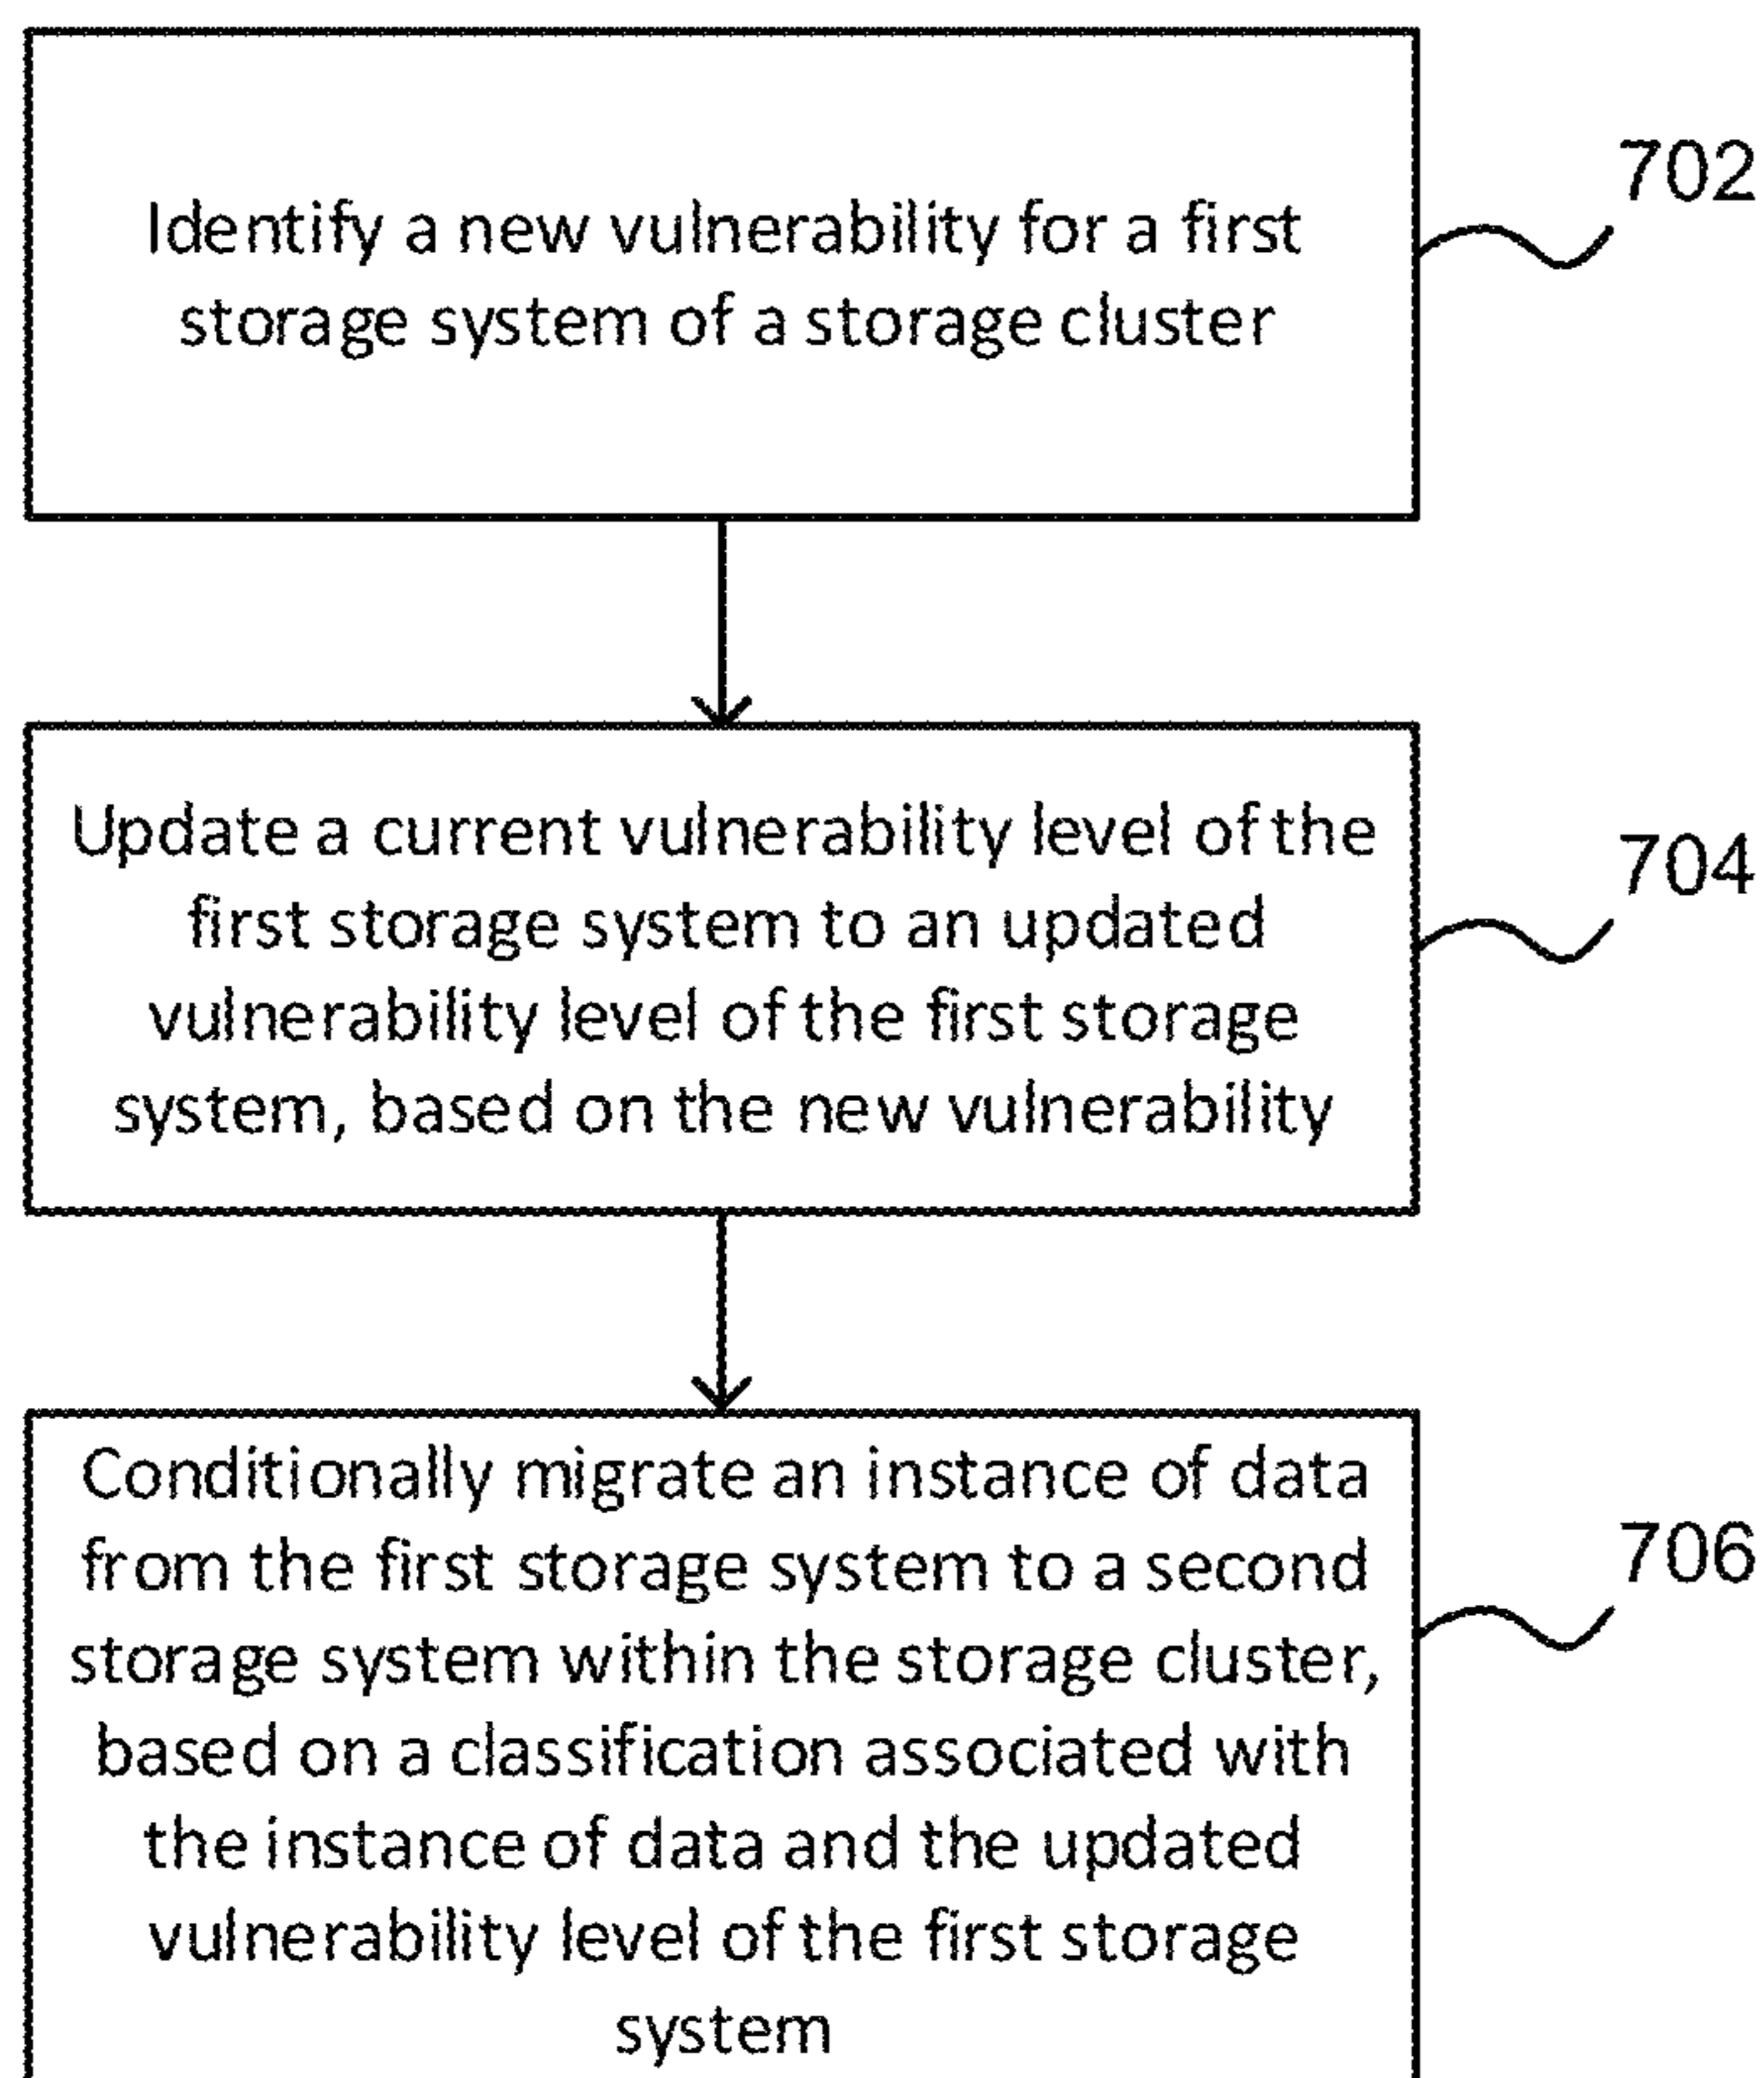 Identify a new vulnerability for a first
storage system of a storage cluster
702
Update a current vulnerability level of the
first storage system to an updated
vulnerability level of the first storage
system, based on the new vulnerability
704
Conditionally migrate an instance of data
from the first storage system to a second
storage system within the storage cluster,
based on a classification associated with
the instance of data and the updated
vulnerability level of the first storage
system
706